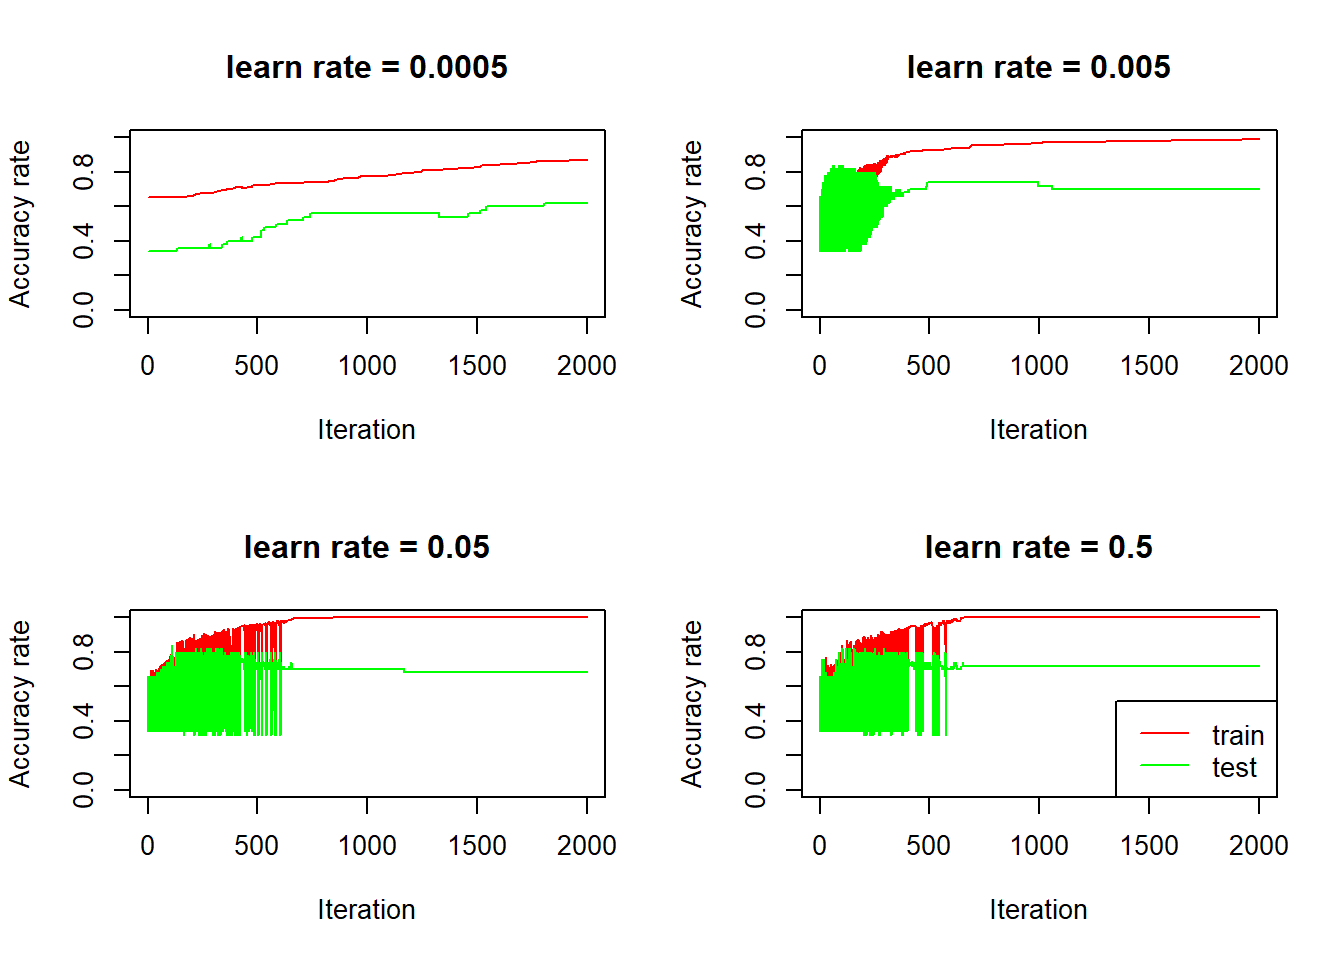 learn rate = 0.0005
Accuracy rate
0.0 0.4 0.8
0 500 1000 1500 2000
Iteration
learn rate = 0.005
Accuracy rate
0.0 0.4 0.8
0 500 1000 1500 2000
Iteration
learn rate = 0.05
Accuracy rate
0.0 0.4 0.8
0 500 1000 1500 2000
Iteration
learn rate = 0.5
Accuracy rate
0.0 0.4 0.8
train
test
0 500 1000 1500 2000
Iteration